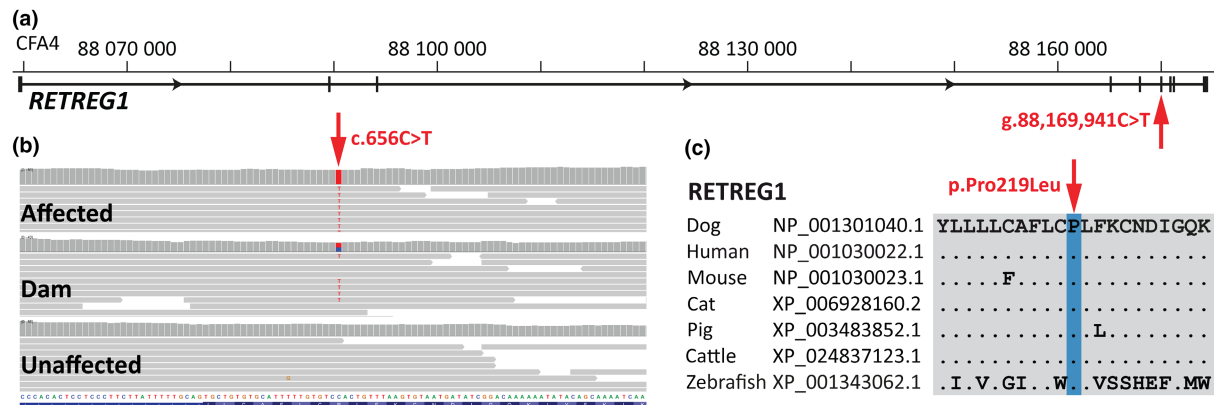 (a)
CFA4
88 070 000
88 100 000
88 130 000
88 160 000
RETREG1
g.88,169,941C>T
(b)
c.656C>T
Affected
T
T
T
T
T
T
T
Dam
T
T
T
T
T
Unaffected
G
CCCACACTCCTCCCTTCTTATTTTTGCAGTGCTGTGTGCATTTTTGTGTCCACTGTTAAGTGTAATGATATCGGACAAAAAATATACAGCAAAATCAA
(c)
RETREG1
p.Pro219Leu
Dog NP_001301040.1 YLLLLCAFLCPLFKCNDIGQK
Human NP_001030022.1 .....................
Mouse NP_001030023.1 .....F...............
Cat XP_006928160.2 .....................
Pig XP_003483852.1 ............L........
Cattle XP_024837123.1 .....................
Zebrafish XP_001343062.1 .I.V.GI..W..VSSHEF.MW